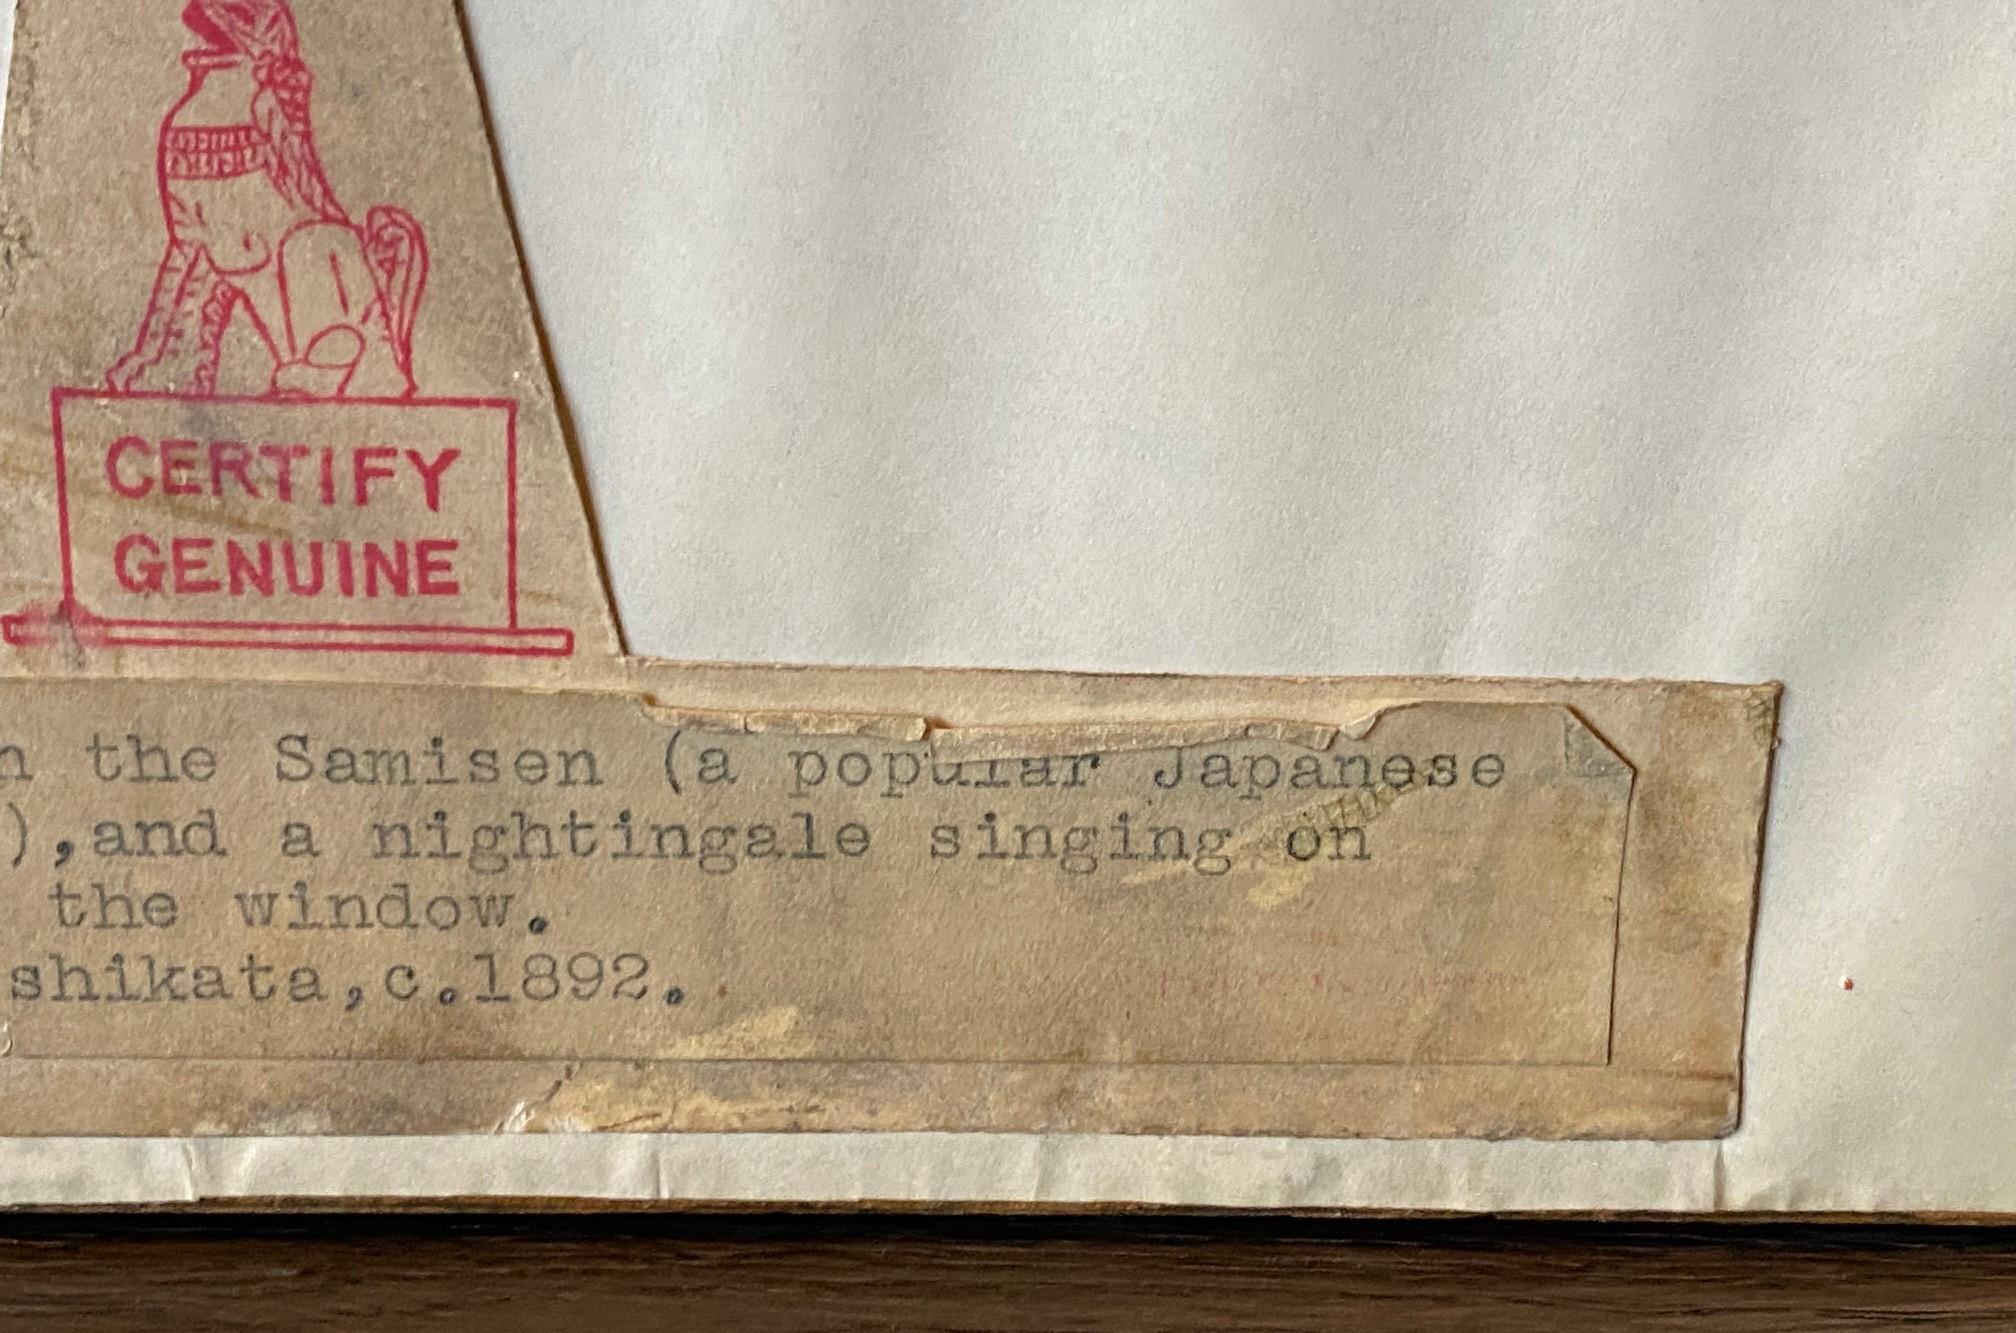 CERTIFY
GENUINE
n the Samisen (a popular Japanese
),and a nightingale singing on
the window.
shikata,c.1892.